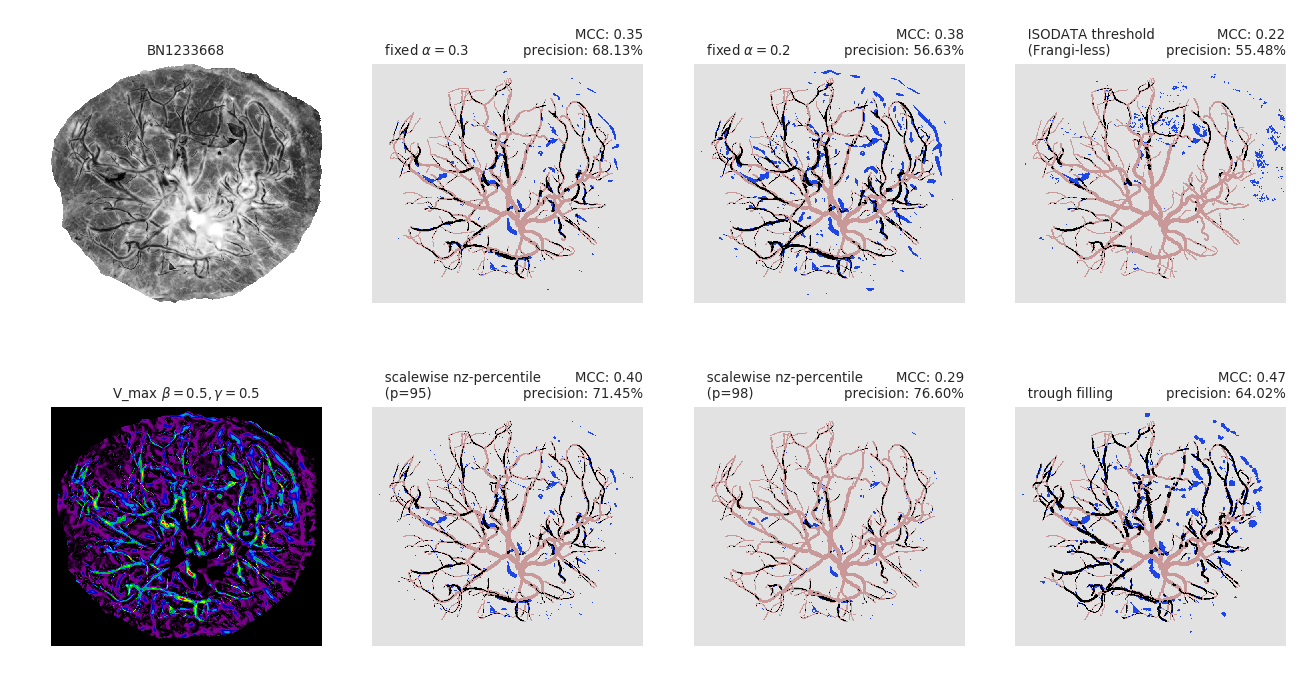 BN1233668
fixed α = 0.3
MCC: 0.35
precision: 68.13%
fixed α = 0.2
MCC: 0.38
precision: 56.63%
ISODATA threshold
(Frangi-less)
MCC: 0.22
precision: 55.48%
V_max β = 0.5, γ = 0.5
scalewise nz-percentile
(p=95)
MCC: 0.40
precision: 71.45%
scalewise nz-percentile
(p=98)
MCC: 0.29
precision: 76.60%
trough filling
MCC: 0.47
precision: 64.02%